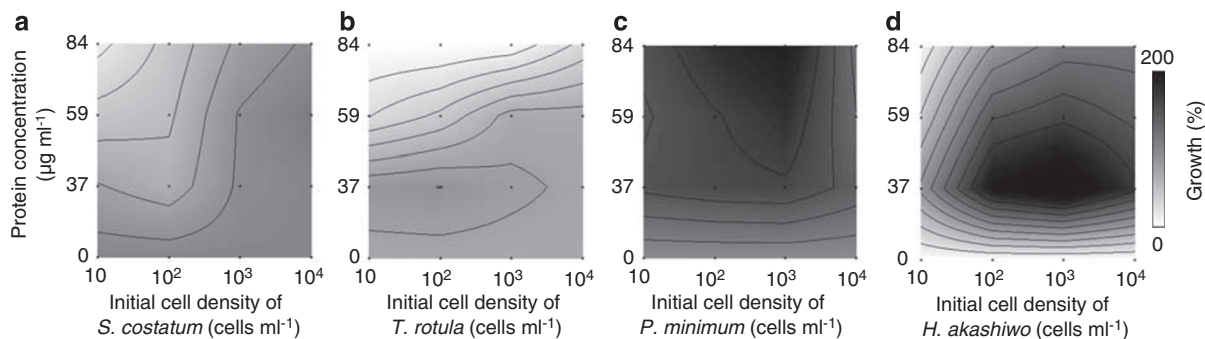 a
b
c
d
Protein concentration
(µg ml-1)
84
59
37
0
10
10²
10³
10⁴
Initial cell density of
S. costatum (cells ml-1)
84
59
37
0
10
10²
10³
10⁴
Initial cell density of
T. rotula (cells ml-1)
84
59
37
0
10
10²
10³
10⁴
Initial cell density of
P. minimum (cells ml-1)
84
59
37
0
10
10²
10³
10⁴
Initial cell density of
H. akashiwo (cells ml-1)
200
0
Growth (%)